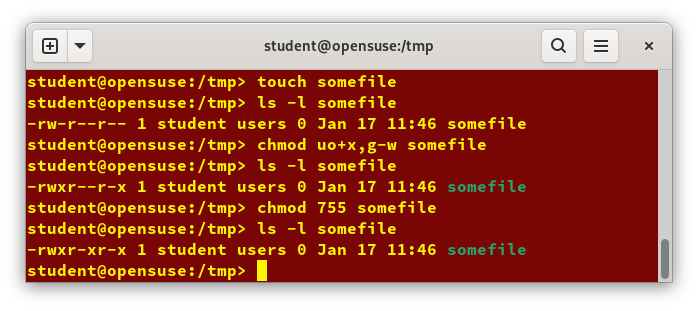 student@opensuse:/tmp
student@opensuse:/tmp> touch somefile
student@opensuse:/tmp> ls -l somefile
-rw-r--r-- 1 student users 0 Jan 17 11:46 somefile
student@opensuse:/tmp> chmod uo+x,g-w somefile
student@opensuse:/tmp> ls -l somefile
-rwxr--r-x 1 student users 0 Jan 17 11:46 somefile
student@opensuse:/tmp> chmod 755 somefile
student@opensuse:/tmp> ls -l somefile
-rwxr-xr-x 1 student users 0 Jan 17 11:46 somefile
student@opensuse:/tmp>